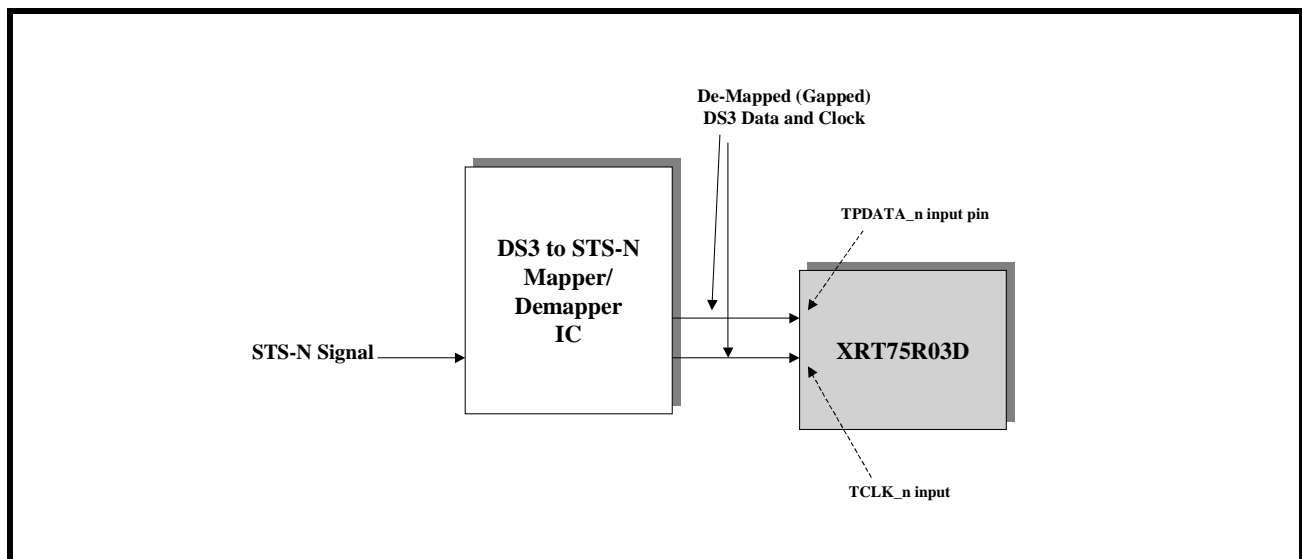 De-Mapped (Gapped)
DS3 Data and Clock
TPDATA_n input pin
DS3 to STS-N
Mapper/
Demapper
IC
STS-N Signal
XRT75R03D
TCLK_n input